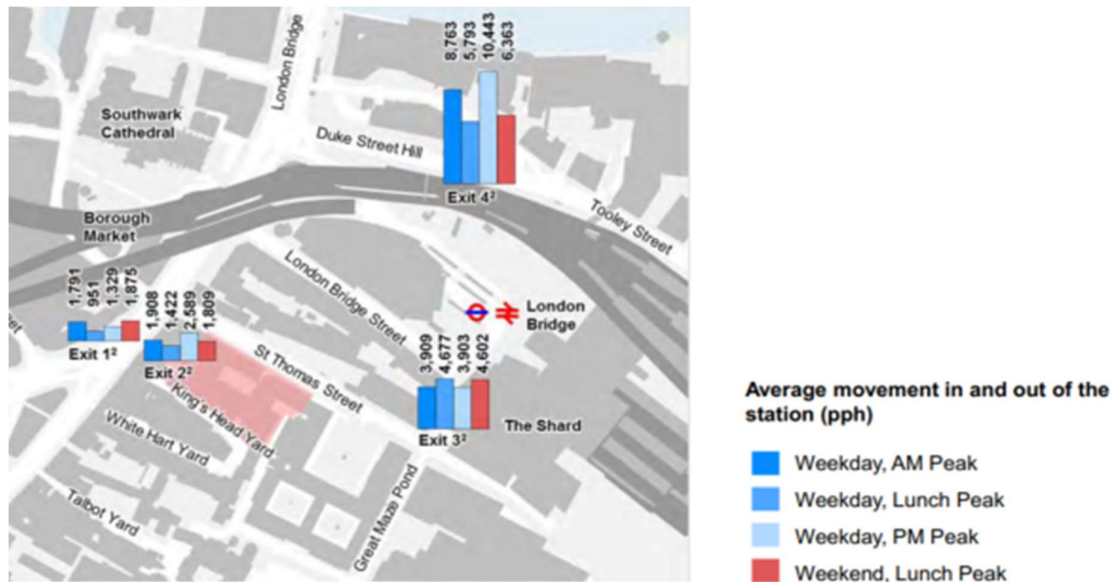 8,763
5,793
10,443
6,363
London Bridge
Southwark
Cathedral
Duke Street Hill
Exit 4²
Tooley Street
Borough
Market
London Bridge Street
London
Bridge
1,791
951
1,329
1,875
Exit 1²
1,908
1,422
2,589
1,809
Exit 2²
St Thomas Street
3,909
4,677
3,903
4,602
Exit 3²
The Shard
King's Head Yard
White Hart Yard
Talbot Yard
Great Maze Pond
Average movement in and out of the
station (pph)
Weekday, AM Peak
Weekday, Lunch Peak
Weekday, PM Peak
Weekend, Lunch Peak